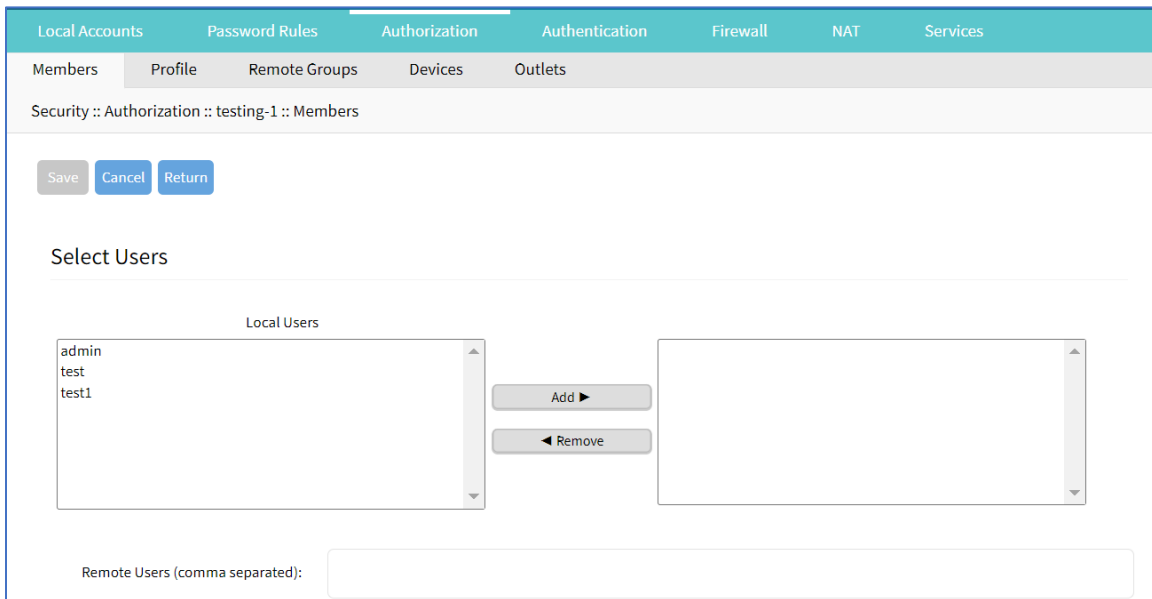 Local Accounts Password Rules Authorization Authentication Firewall NAT Services
Members Profile Remote Groups Devices Outlets
Security :: Authorization :: testing-1 :: Members
Save Cancel Return
Select Users
Local Users
admin
test
test1
Add ►
◄ Remove
Remote Users (comma separated):